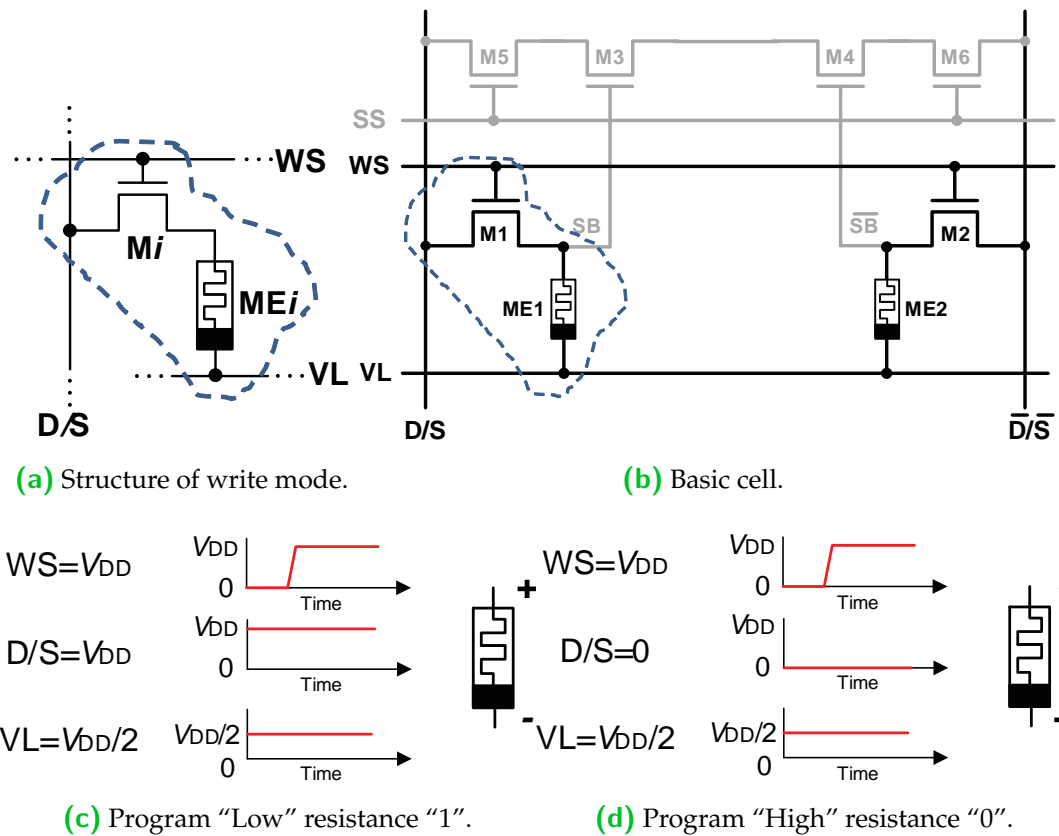 M5
M3
M4
M6
SS
WS
WS
Mi
MEi
VL
D/S
M1
SB
S̅B̅
M2
ME1
ME2
VL
D/S
D̅/S̅
(a) Structure of write mode.
(b) Basic cell.
WS=VDD
VDD
0
Time
D/S=VDD
VDD
0
Time
VL=VDD/2
VDD/2
0
Time
+
-
(c) Program “Low” resistance “1”.
WS=VDD
VDD
0
Time
D/S=0
VDD
0
Time
VL=VDD/2
VDD/2
0
Time
(d) Program “High” resistance “0”.